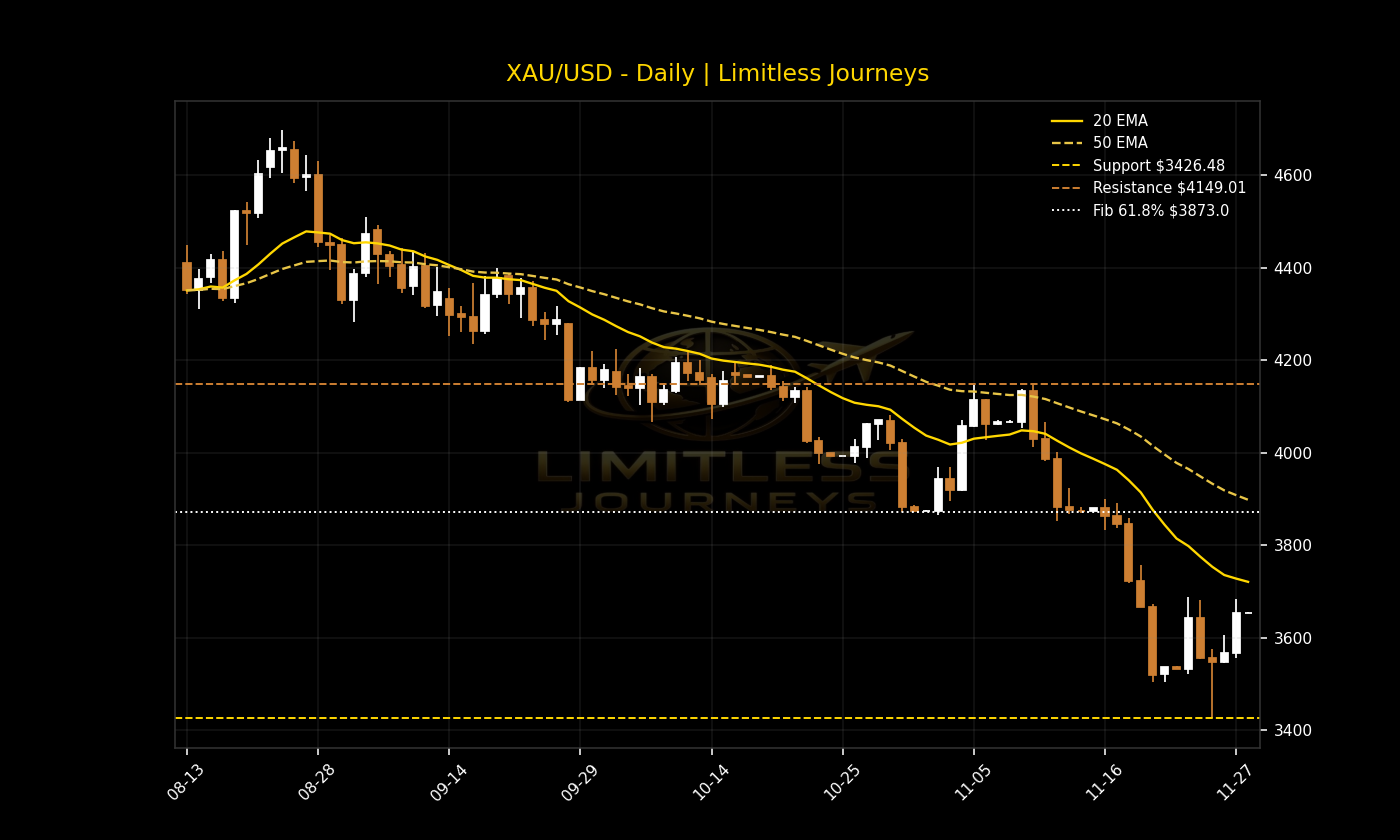 XAU/USD - Daily | Limitless Journeys
20 EMA
50 EMA
Support $3426.48
Resistance $4149.01
Fib 61.8% $3873.0
4600
4400
4200
4000
3800
3600
3400
LIMITLESS
JOURNEYS
08-13
08-28
09-14
09-29
10-14
10-25
11-05
11-16
11-27